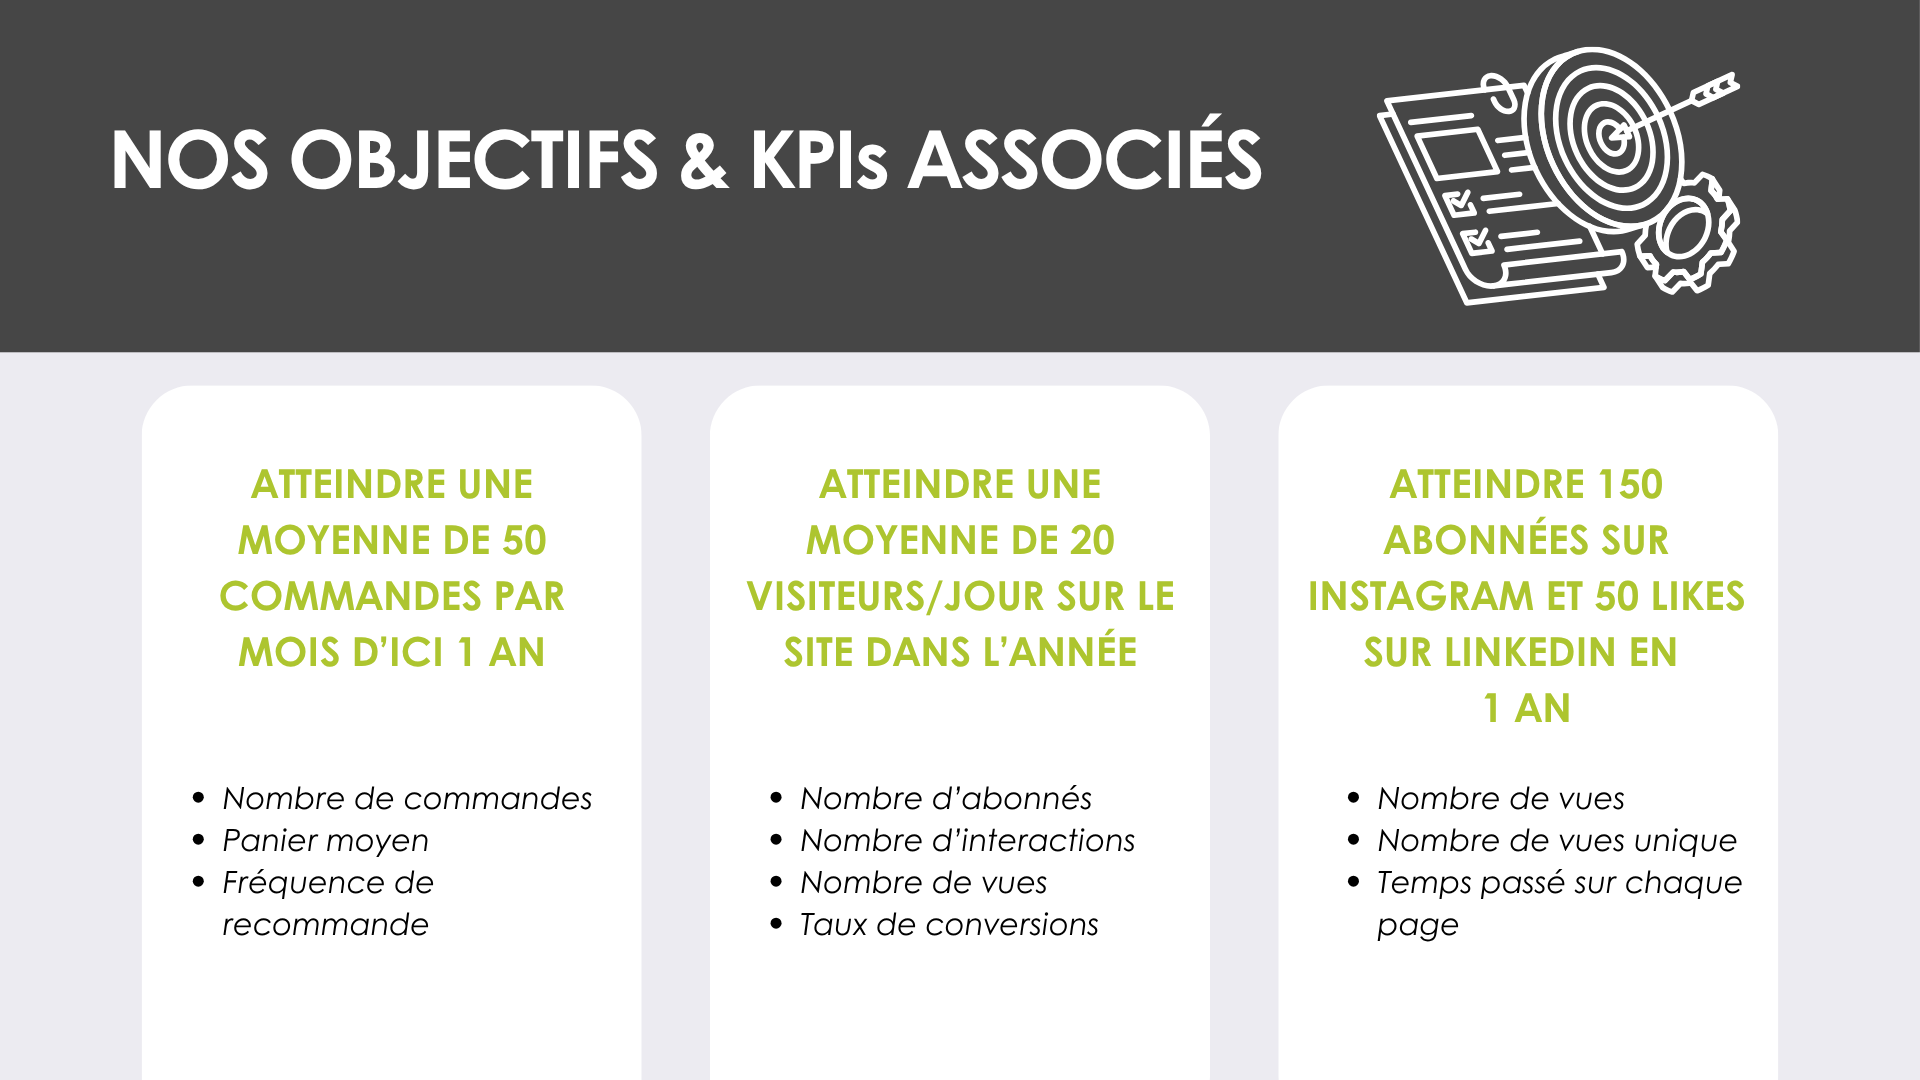 NOS OBJECTIFS & KPIs ASSOCIÉS
ATTEINDRE UNE
MOYENNE DE 50
COMMANDES PAR
MOIS D’ICI 1 AN
• Nombre de commandes
• Panier moyen
• Fréquence de
recommande
ATTEINDRE UNE
MOYENNE DE 20
VISITEURS/JOUR SUR LE
SITE DANS L’ANNÉE
• Nombre d’abonnés
• Nombre d’interactions
• Nombre de vues
• Taux de conversions
ATTEINDRE 150
ABONNÉES SUR
INSTAGRAM ET 50 LIKES
SUR LINKEDIN EN
1 AN
• Nombre de vues
• Nombre de vues unique
• Temps passé sur chaque
page